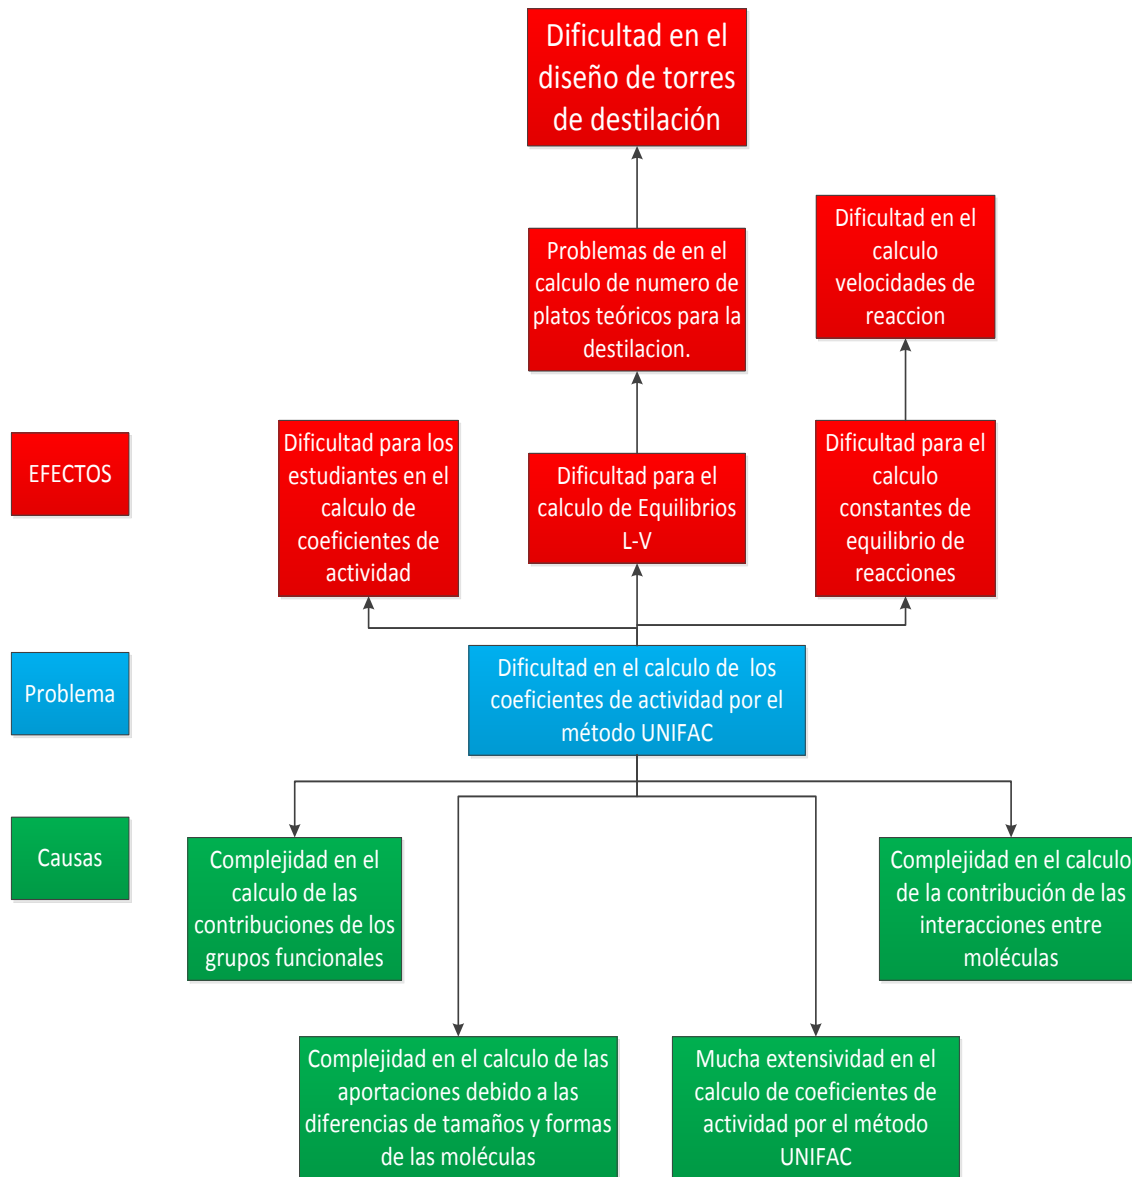 Dificultad en el
diseño de torres
de destilación
Dificultad en el
calculo
velocidades de
reaccion
Problemas de en el
calculo de numero de
platos teóricos para la
destilacion.
EFECTOS
Dificultad para los
estudiantes en el
calculo de
coeficientes de
actividad
Dificultad para el
calculo de Equilibrios
L-V
Dificultad para el
calculo
constantes de
equilibrio de
reacciones
Problema
Dificultad en el calculo de  los
coeficientes de actividad por el
método UNIFAC
Causas
Complejidad en el
calculo de las
contribuciones de los
grupos funcionales
Complejidad en el calculo
de la contribución de las
interacciones entre
moléculas
Complejidad en el calculo de las
aportaciones debido a las
diferencias de tamaños y formas
de las moléculas
Mucha extensividad en el
calculo de coeficientes de
actividad por el método
UNIFAC